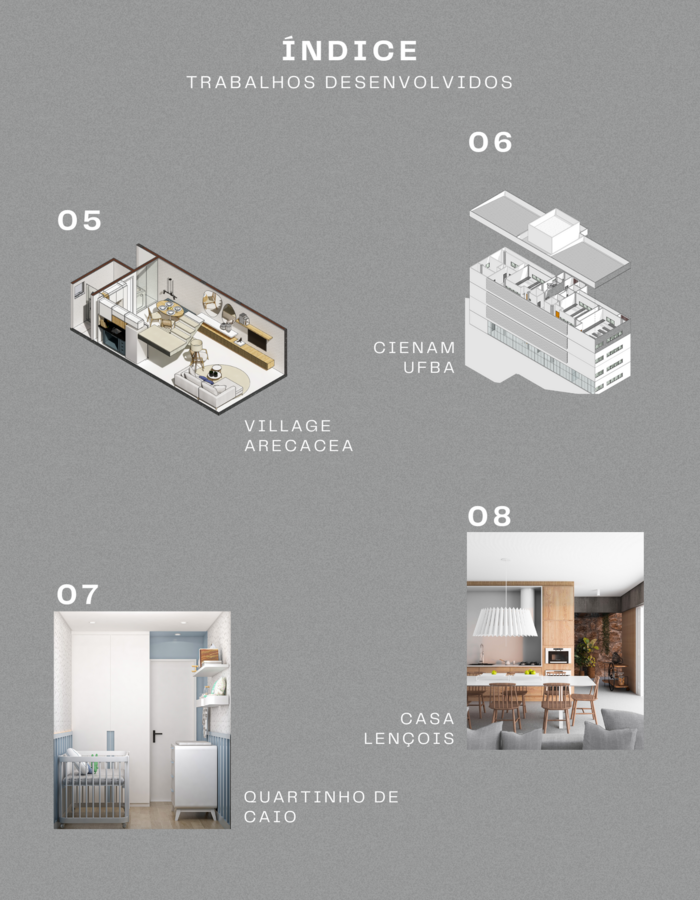 ÍNDICE
TRABALHOS DESENVOLVIDOS
05
VILLAGE
ARECACEA
06
CIENAM
UFBA
07
QUARTINHO DE
CAIO
08
CASA
LENÇOIS